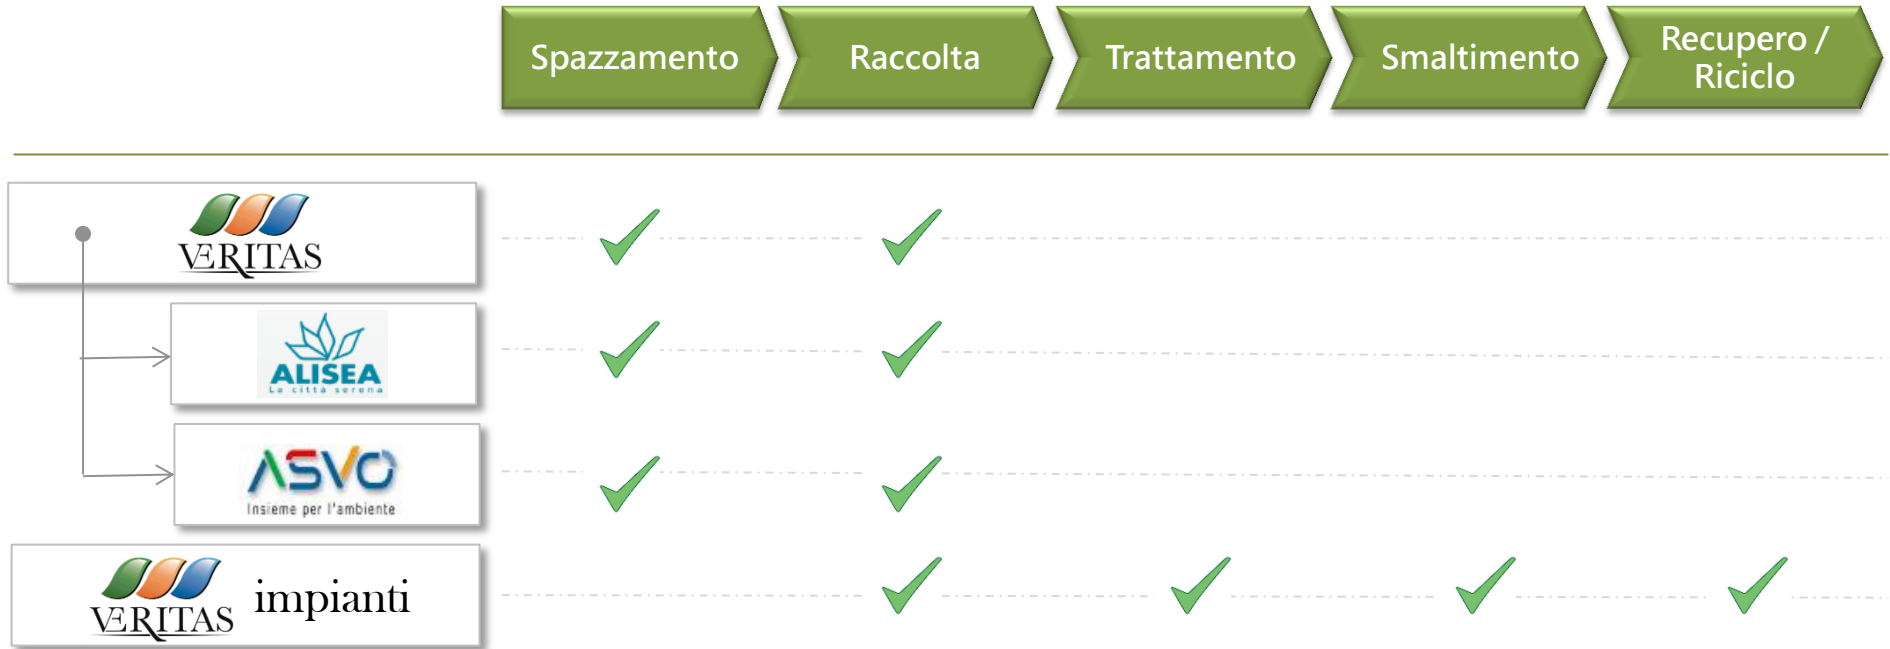 Spazzamento
Raccolta
Trattamento
Smaltimento
Recupero /
Riciclo
VERITAS
ALISEA
La città serena
ASVO
Insieme per l'ambiente
VERITAS impianti